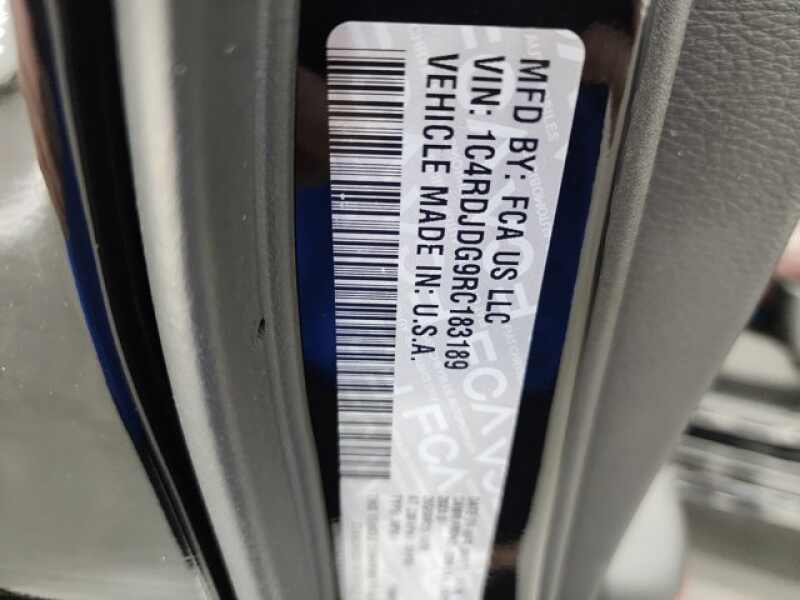 MFD BY: FCA US LLC
VIN: 1C4RDJDG9RC183189
VEHICLE MADE IN: U.S.A.